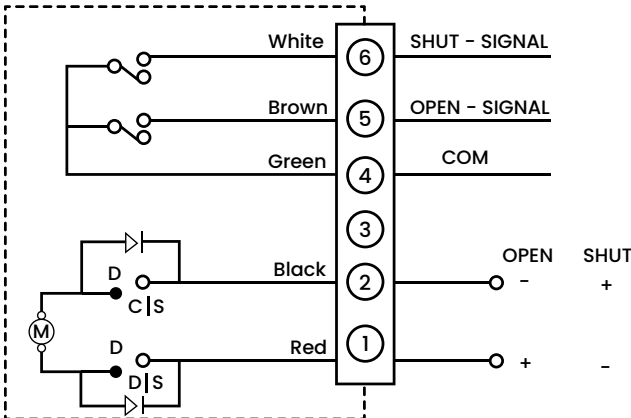 White 6 SHUT - SIGNAL
Brown 5 OPEN - SIGNAL
Green 4 COM
3
OPEN SHUT
D
Black 2 - +
C|S
M
D
Red 1 + -
D|S